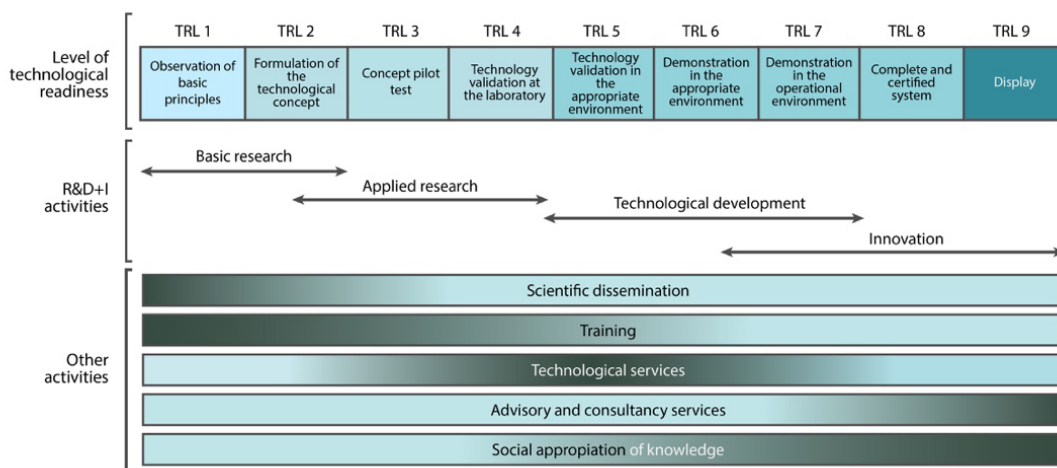 TRL 1
TRL 2
TRL 3
TRL 4
TRL 5
TRL 6
TRL 7
TRL 8
TRL 9
Level of
technological
readiness
Observation of
basic
principles
Formulation of
the
technological
concept
Concept pilot
test
Technology
validation at
the laboratory
Technology
validation in
the
appropriate
environment
Demonstration
in the
appropriate
environment
Demonstration
in the
operational
environment
Complete and
certified
system
Display
R&D+I
activities
Basic research
Applied research
Technological development
Innovation
Other
activities
Scientific dissemination
Training
Technological services
Advisory and consultancy services
Social appropiation of knowledge